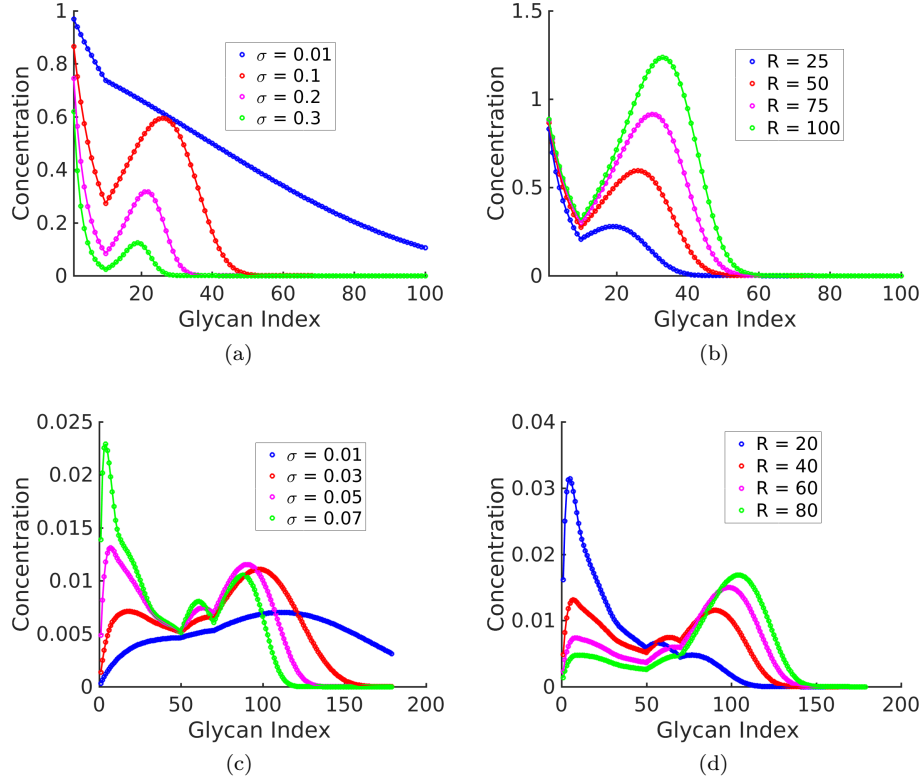 1
0.8
0.6
0.4
0.2
0
Concentration
20 40 60 80 100
Glycan Index
σ = 0.01
σ = 0.1
σ = 0.2
σ = 0.3
(a)
1.5
1
0.5
0
Concentration
20 40 60 80 100
Glycan Index
R = 25
R = 50
R = 75
R = 100
(b)
0.025
0.02
0.015
0.01
0.005
0
Concentration
0 50 100 150 200
Glycan Index
σ = 0.01
σ = 0.03
σ = 0.05
σ = 0.07
(c)
0.04
0.03
0.02
0.01
0
Concentration
0 50 100 150 200
Glycan Index
R = 20
R = 40
R = 60
R = 80
(d)